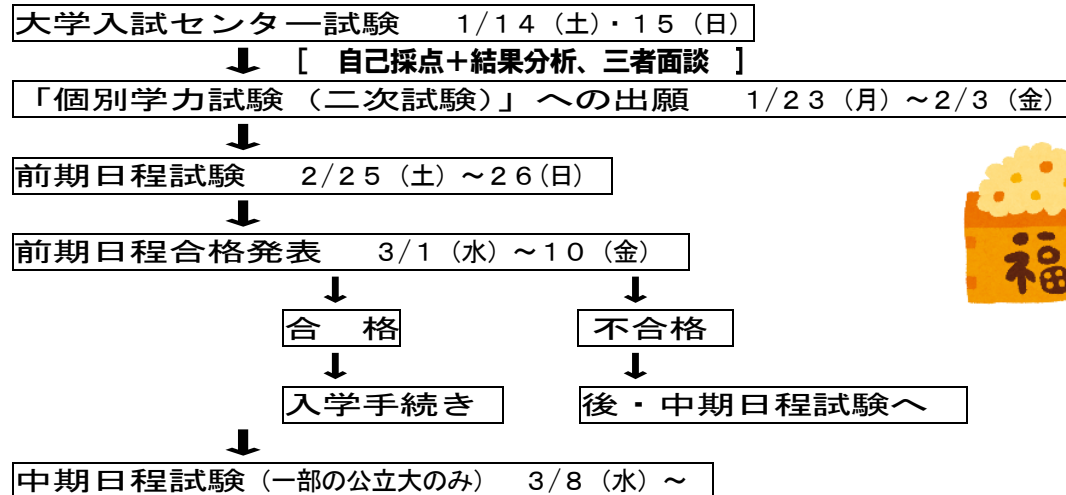 大学入試センター試験　1/14（土）・15（日）
［　自己採点＋結果分析、三者面談　］
「個別学力試験（二次試験）」への出願　1/23（月）～2/3（金）
前期日程試験　2/25（土）～26(日)
前期日程合格発表　3/1（水）～10（金）
合　格　不合格
入学手続き　後・中期日程試験へ
中期日程試験（一部の公立大のみ）　3/8（水）～
福